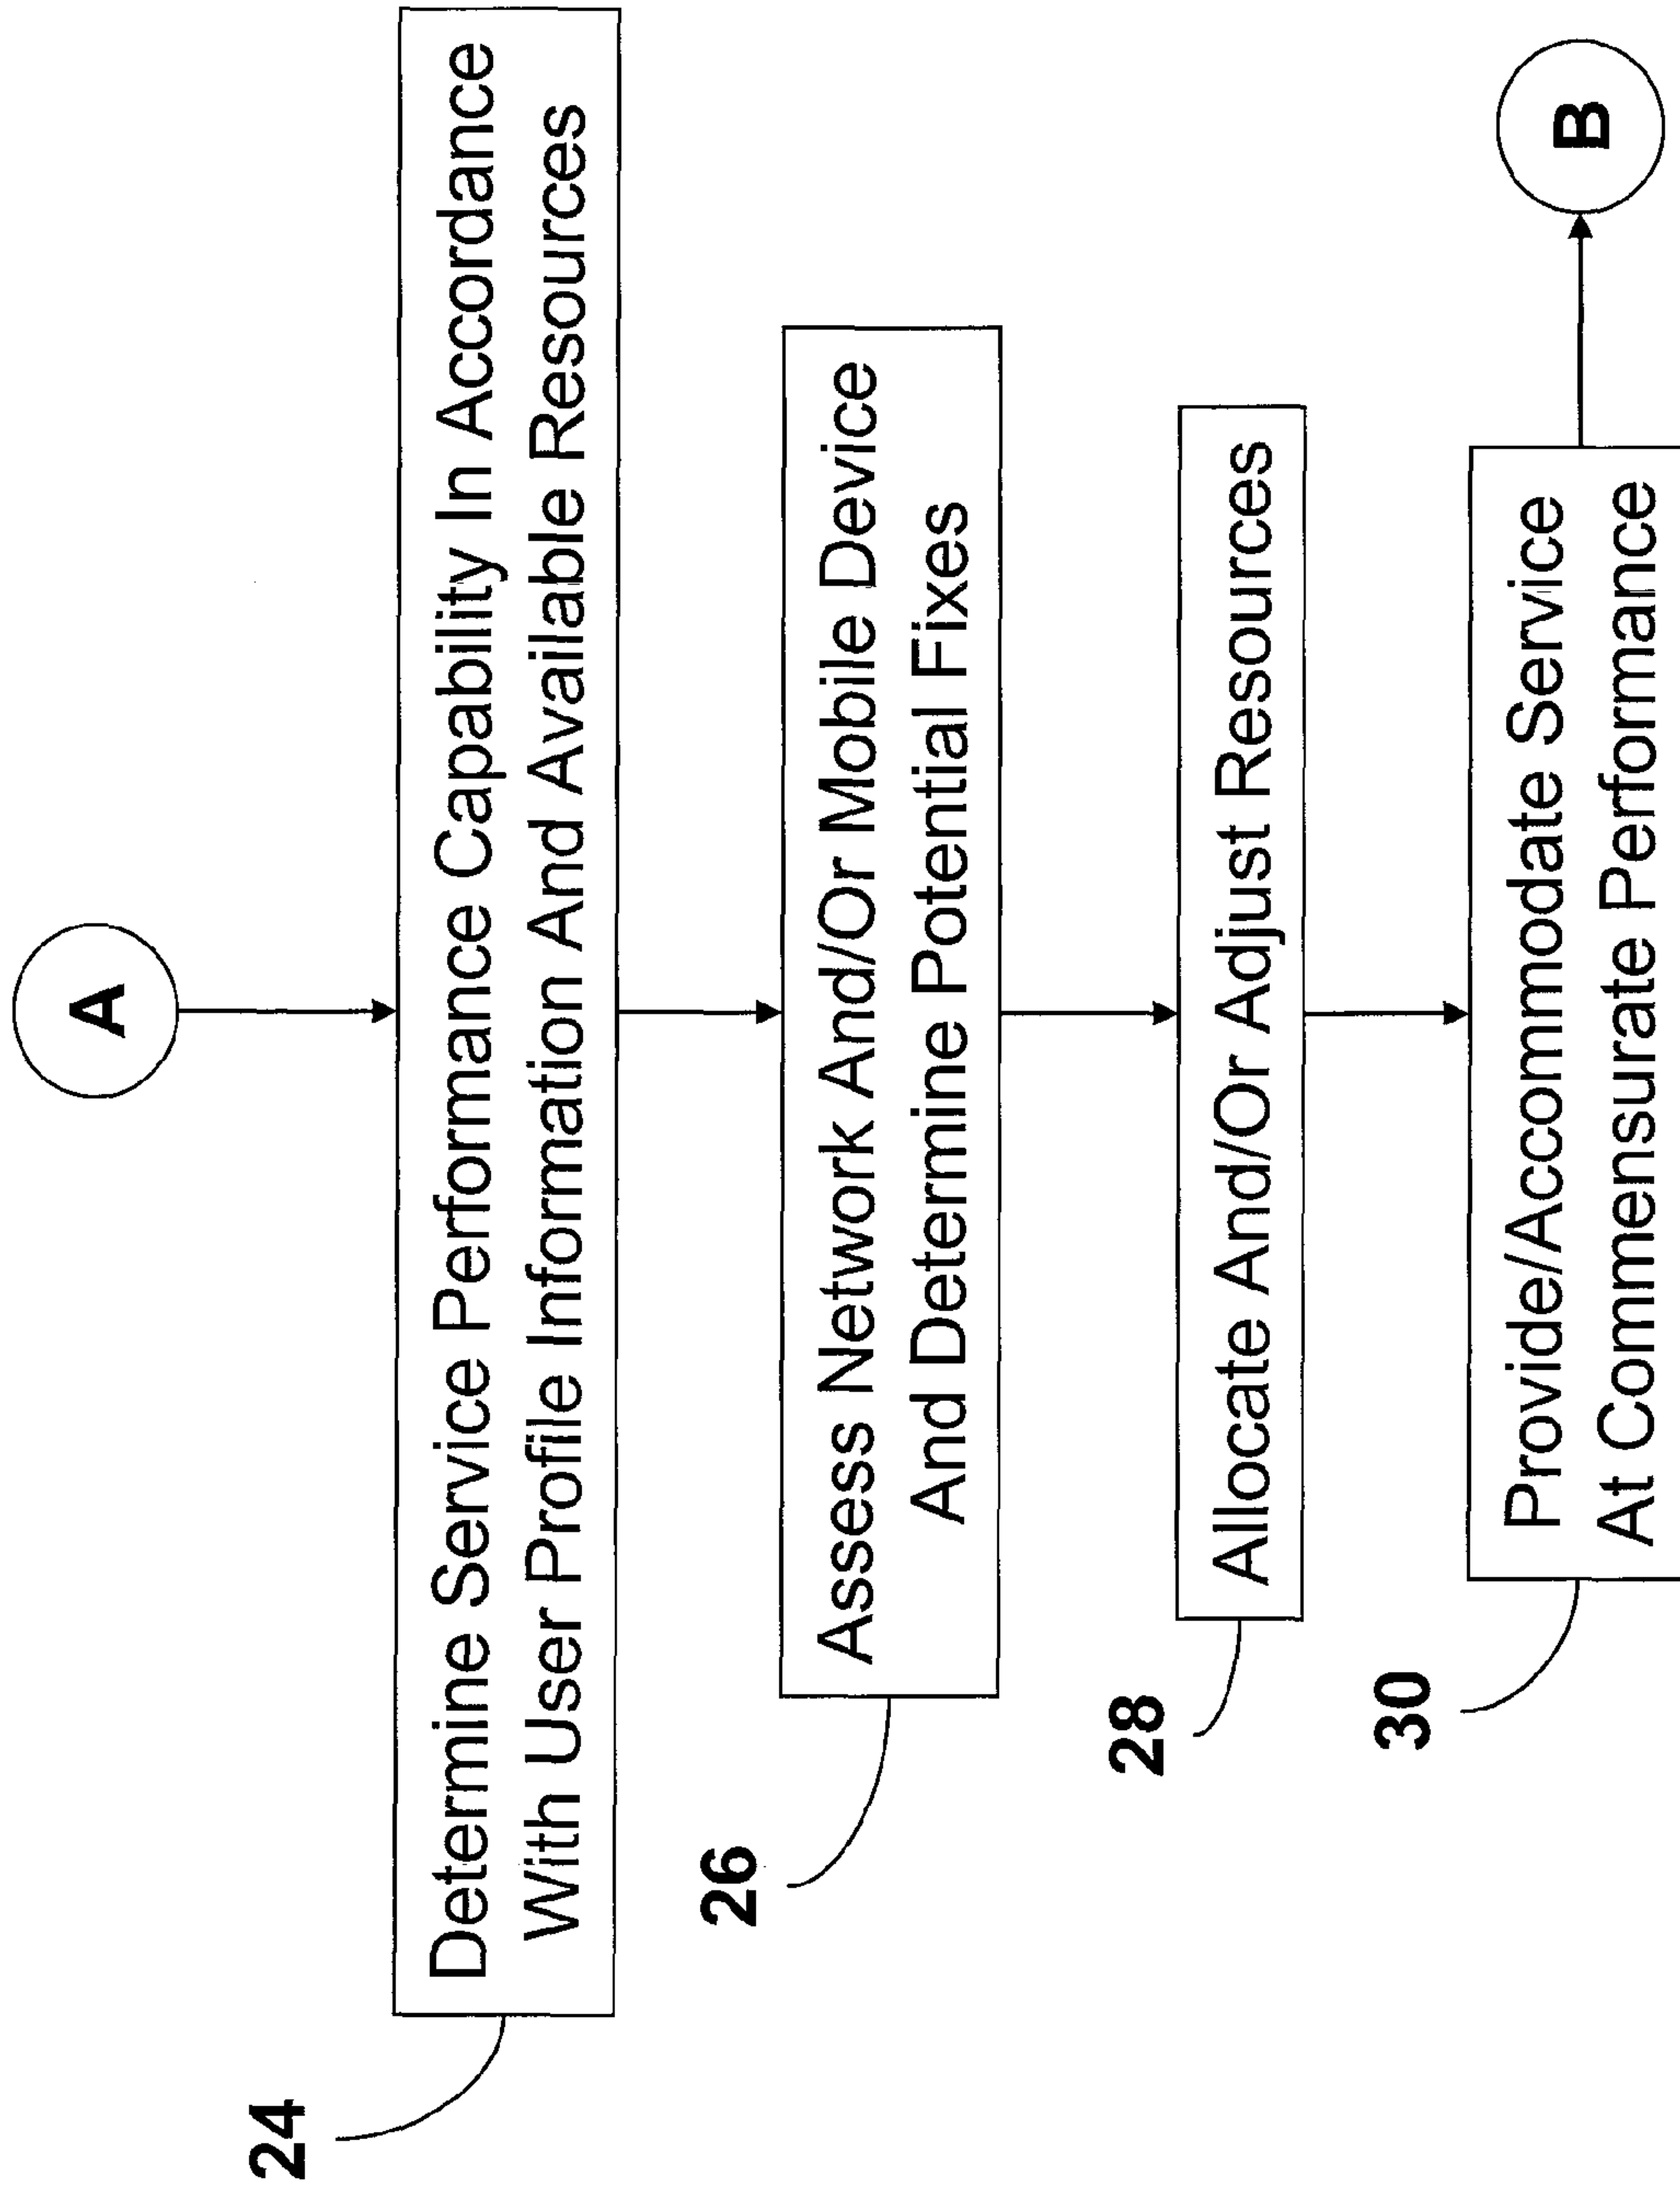 A
24
Determine Service Performance Capability In Accordance
With User Profile Information And Available Resources
26
Assess Network And/Or Mobile Device
And Determine Potential Fixes
28
Allocate And/Or Adjust Resources
30
Provide/Accommodate Service
At Commensurate Performance
B